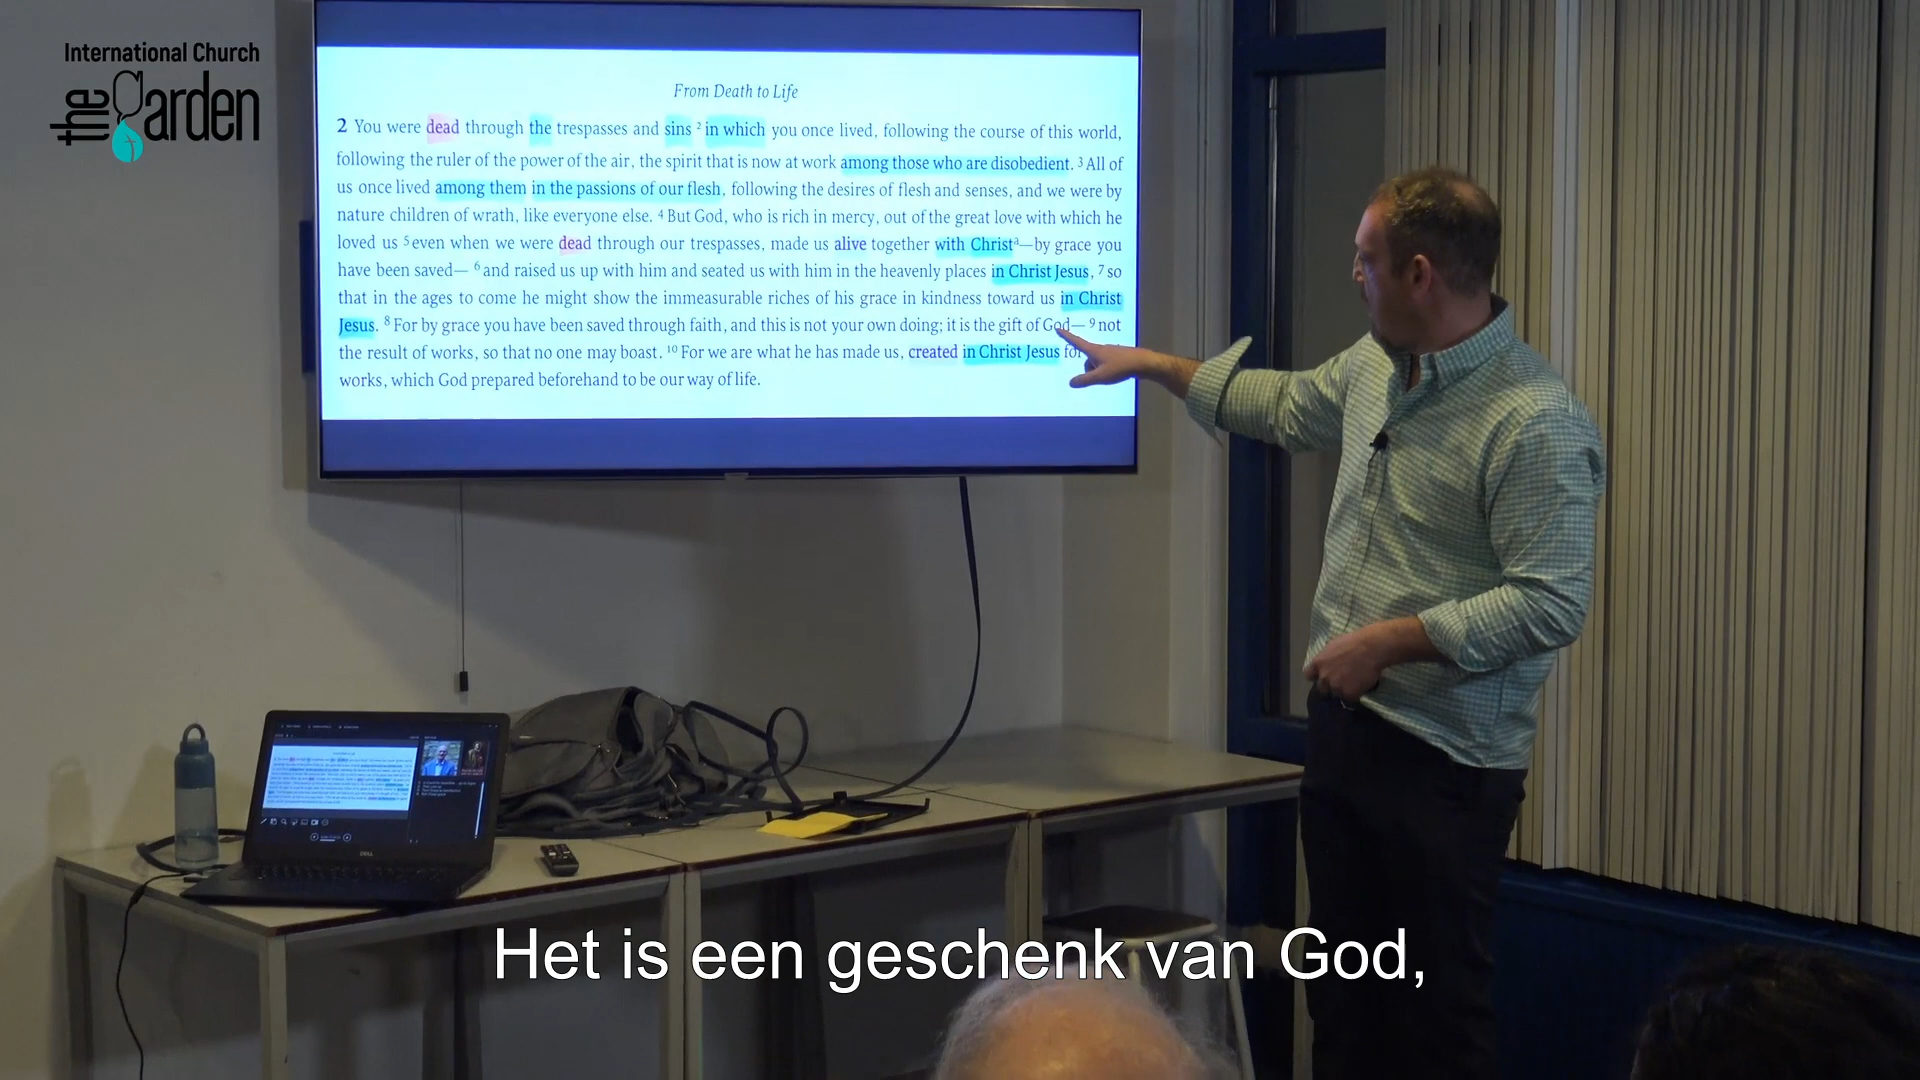 International Church
the Garden
From Death to Life
2 You were dead through the trespasses and sins ² in which you once lived, following the course of this world,
following the ruler of the power of the air, the spirit that is now at work among those who are disobedient. ³ All of
us once lived among them in the passions of our flesh, following the desires of flesh and senses, and we were by
nature children of wrath, like everyone else. ⁴ But God, who is rich in mercy, out of the great love with which he
loved us ⁵ even when we were dead through our trespasses, made us alive together with Christᵃ—by grace you
have been saved— ⁶ and raised us up with him and seated us with him in the heavenly places in Christ Jesus, ⁷ so
that in the ages to come he might show the immeasurable riches of his grace in kindness toward us in Christ
Jesus. ⁸ For by grace you have been saved through faith, and this is not your own doing; it is the gift of God— ⁹ not
the result of works, so that no one may boast. ¹⁰ For we are what he has made us, created in Christ Jesus
works, which God prepared beforehand to be our way of life.
DELL
Het is een geschenk van God,